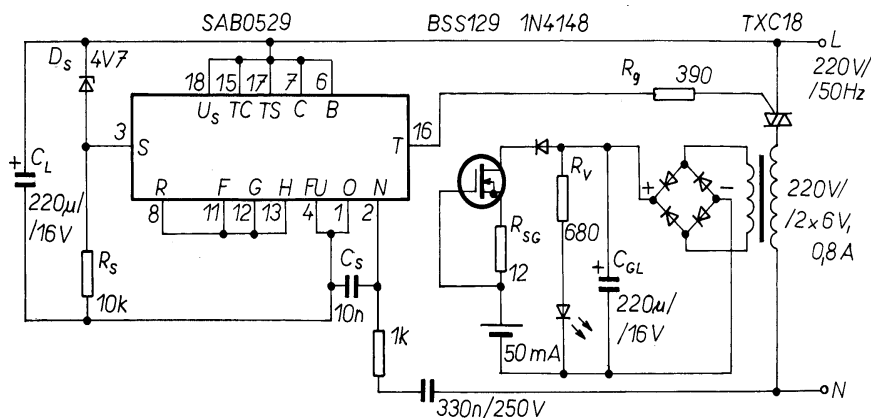 SAB0529 BSS129 1N4148 TXC18
L
220V/
/50Hz
D_s 4V7
R_g 390
18 15 17 7 6
U_s TC TS C B
3 S
T 16
C_L
+
220μ/
/16V
R F G H FU O N
8 11 12 13 4 1 2
R_s
10k
C_s
10n
1k
330n/250V
R_SG
12
50mA
R_V
680
+
C_GL
220μ/
/16V
+ −
220V/
/2x6V,
0,8A
N